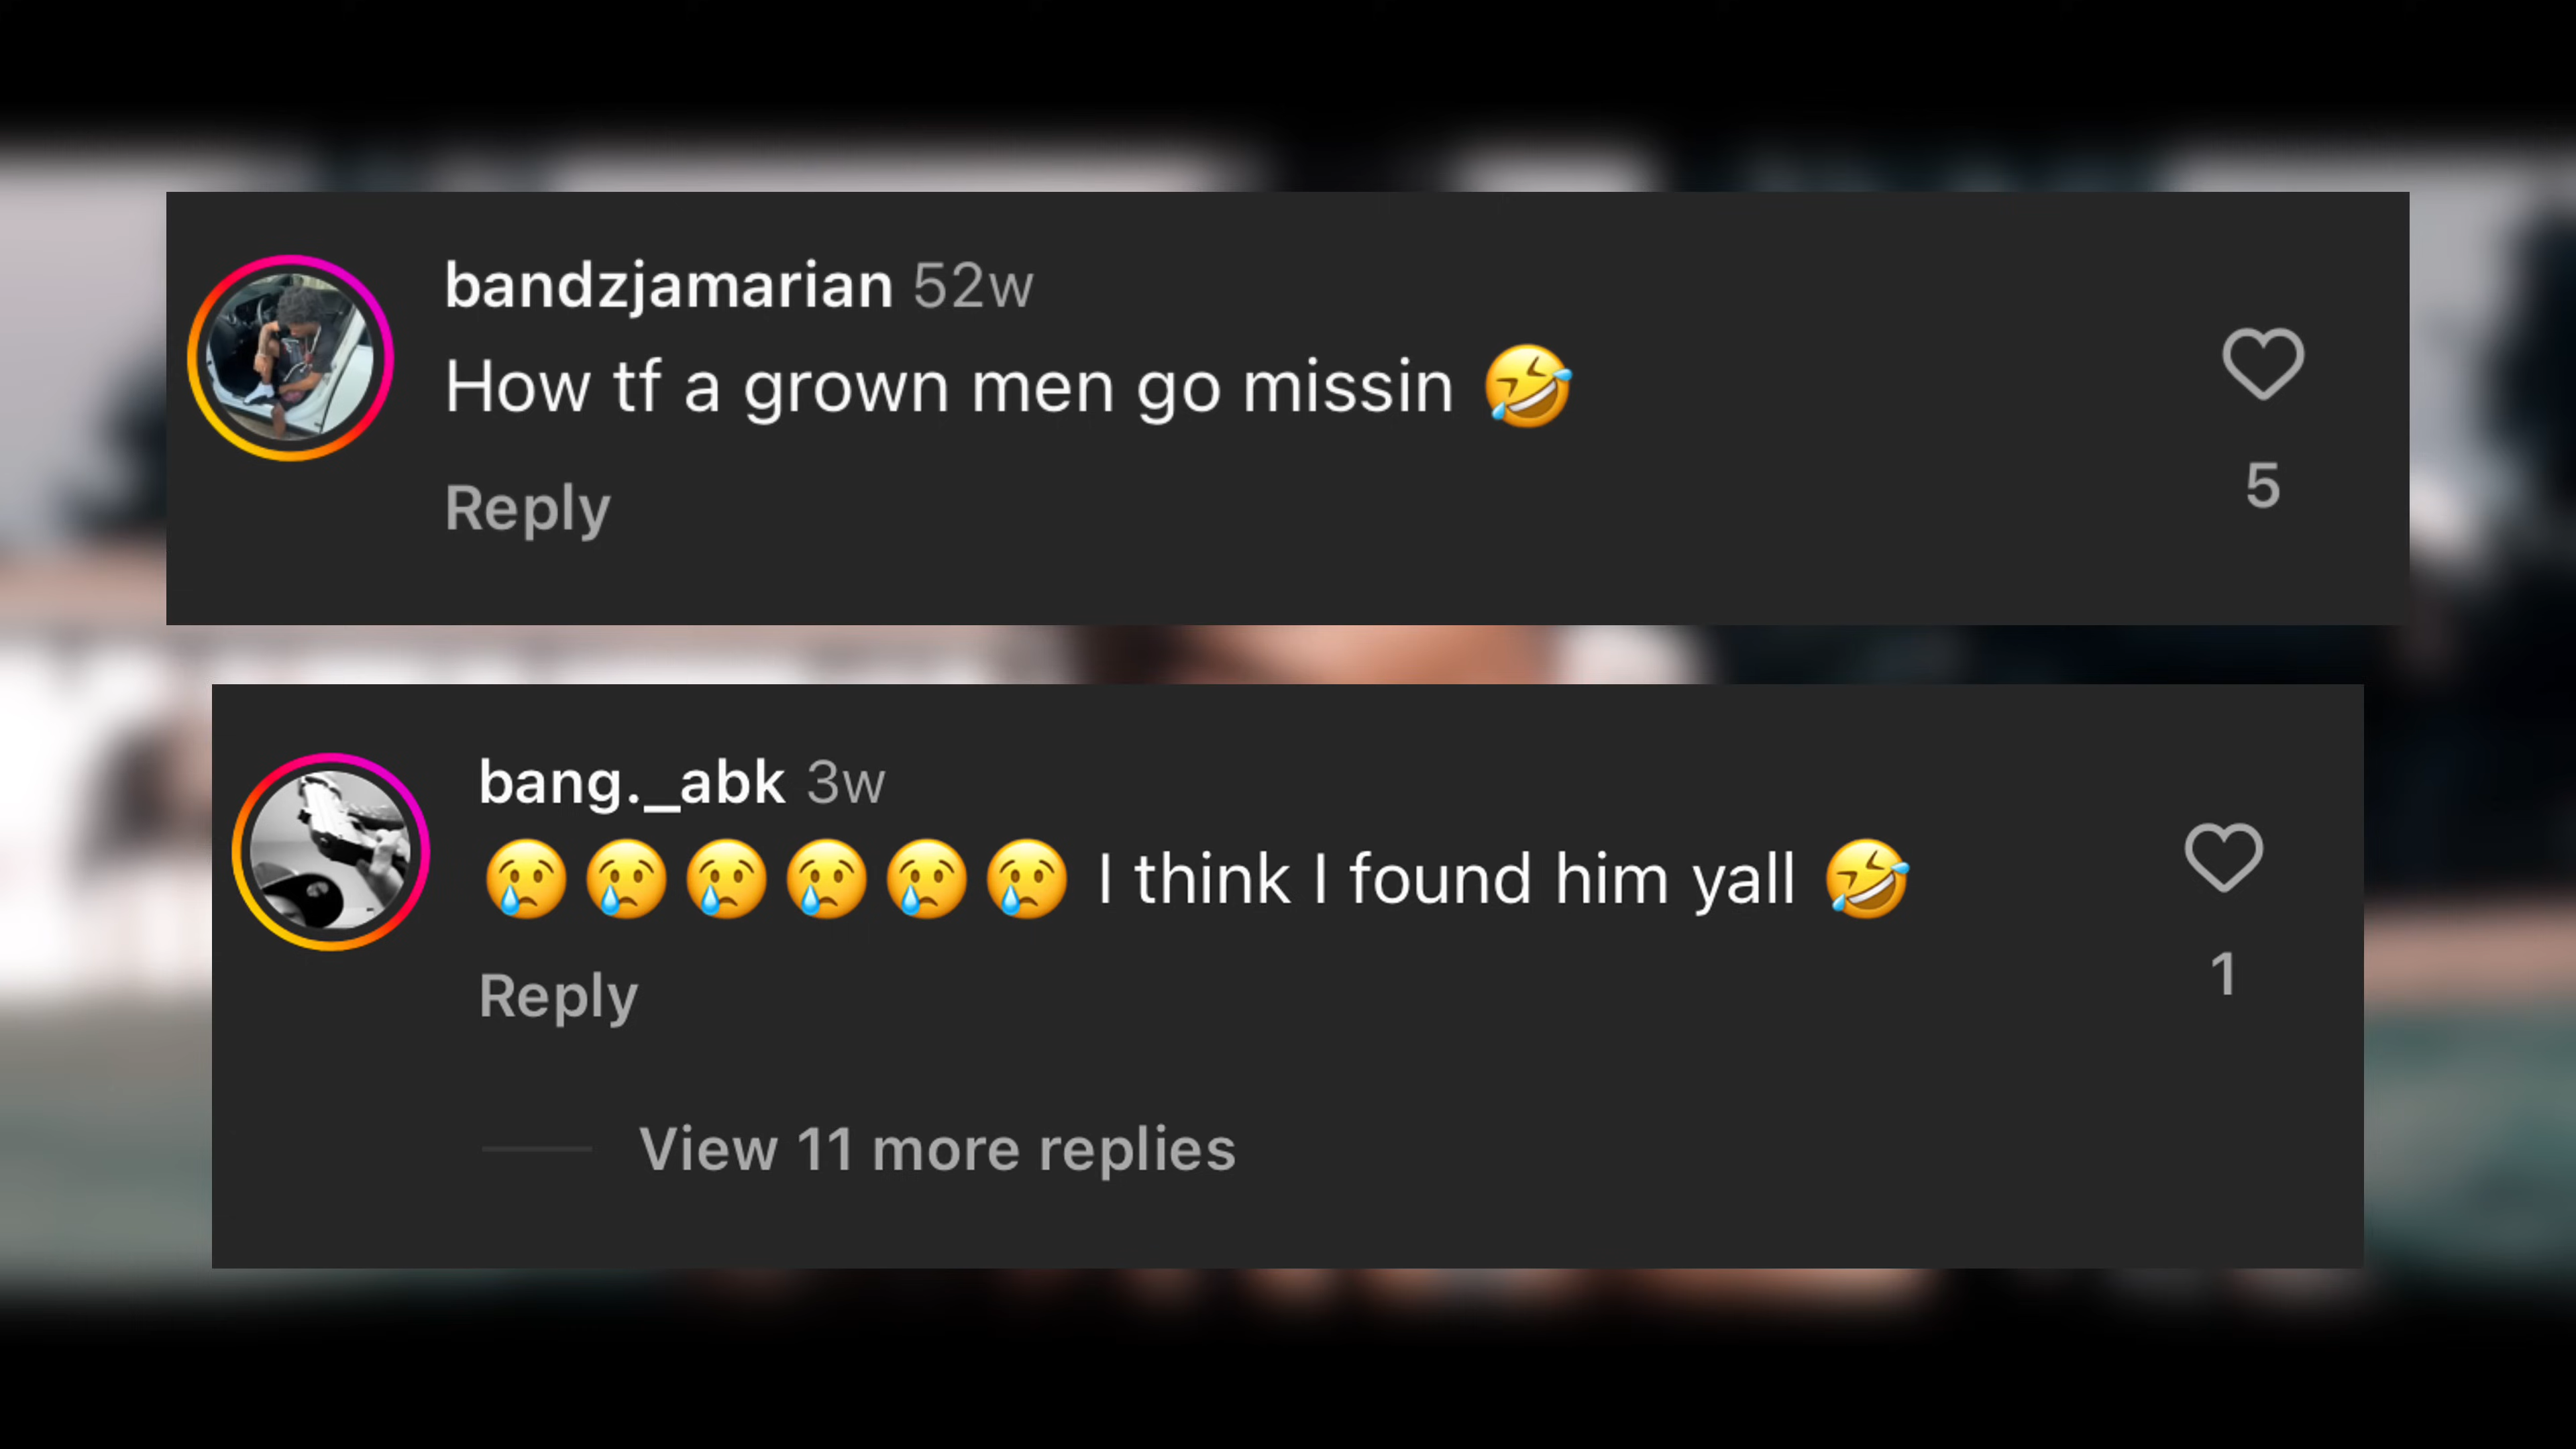 bandzjamarian 52w
How tf a grown men go missin 🤣
5
Reply
bang._abk 3w
😢😢😢😢😢😢 I think I found him yall 🤣
1
Reply
View 11 more replies